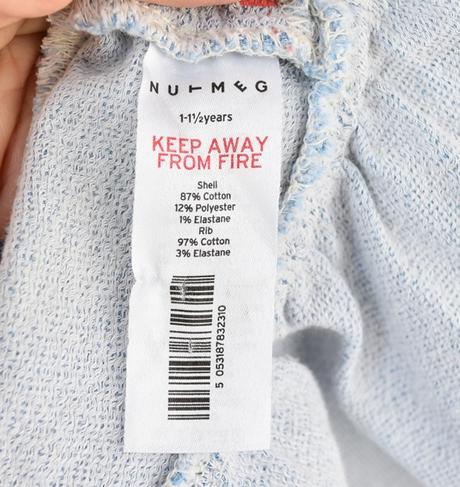 NUTMEG
1-1½years
KEEP AWAY
FROM FIRE
Shell
87% Cotton
12% Polyester
1% Elastane
Rib
97% Cotton
3% Elastane
5 053187832310